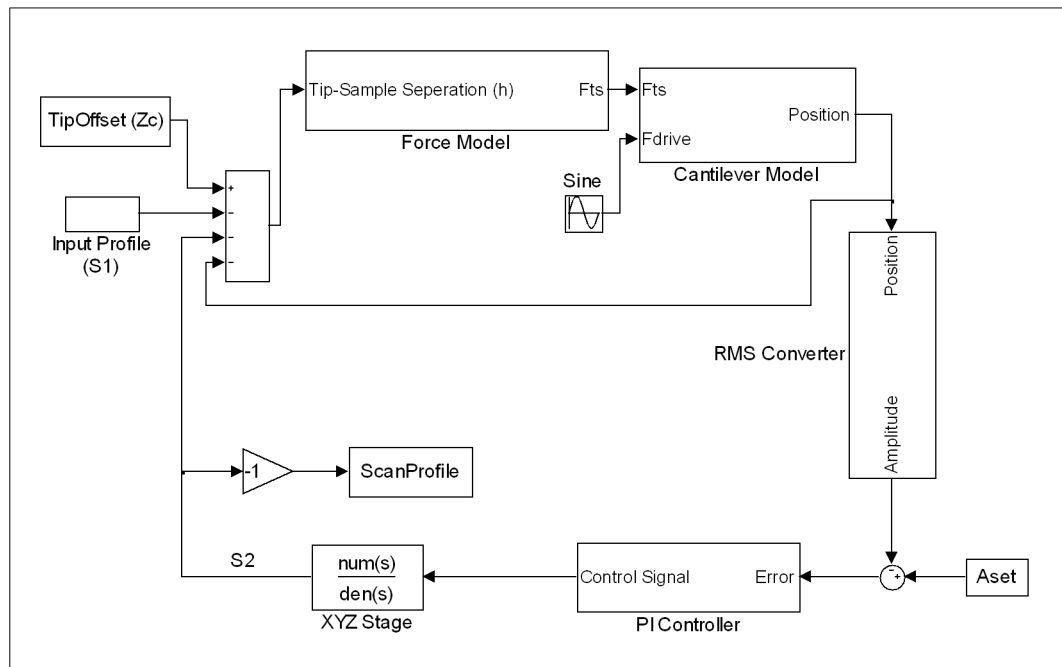 Tip-Sample Seperation (h)
Fts
Force Model
Fts
Fdrive
Position
Cantilever Model
TipOffset (Zc)
Sine
+
−
−
−
Input Profile
(S1)
Position
RMS Converter
Amplitude
-1
ScanProfile
S2
num(s)
den(s)
XYZ Stage
Control Signal
Error
PI Controller
-
+
Aset